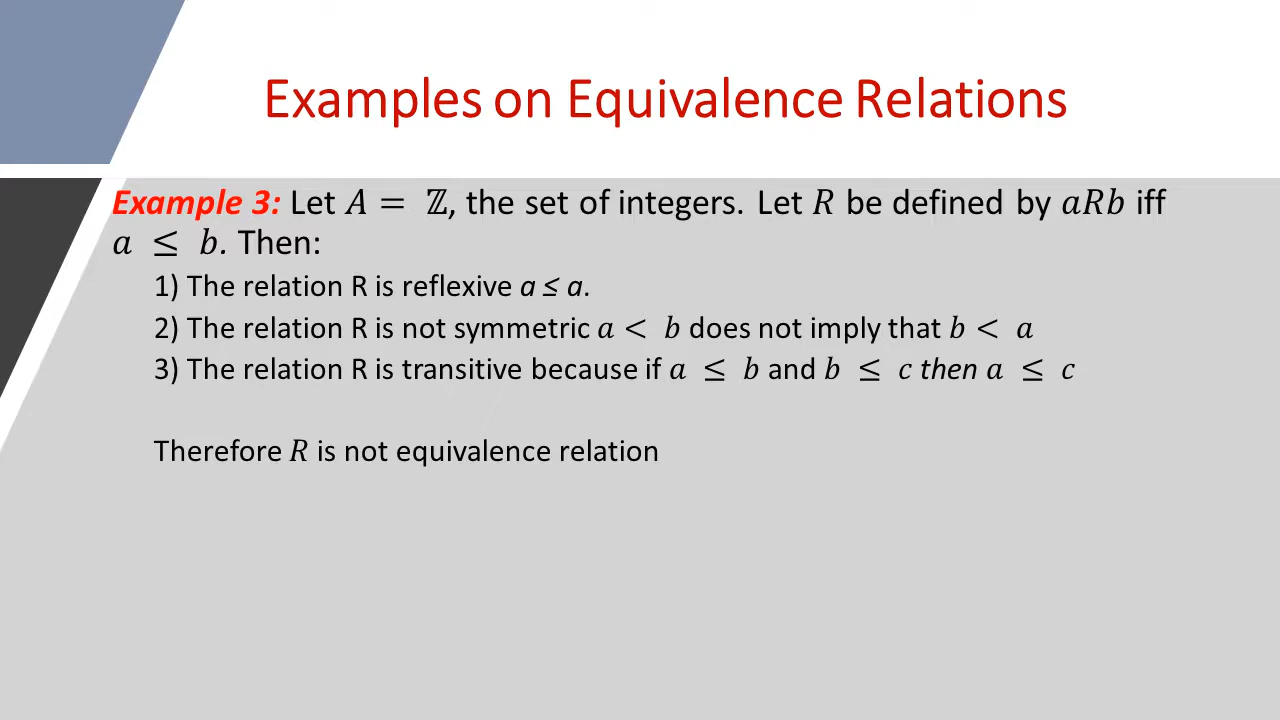 Examples on Equivalence Relations
Example 3: Let A = ℤ, the set of integers. Let R be defined by aRb iff
a ≤ b. Then:
1) The relation R is reflexive a ≤ a.
2) The relation R is not symmetric a < b does not imply that b < a
3) The relation R is transitive because if a ≤ b and b ≤ c then a ≤ c
Therefore R is not equivalence relation